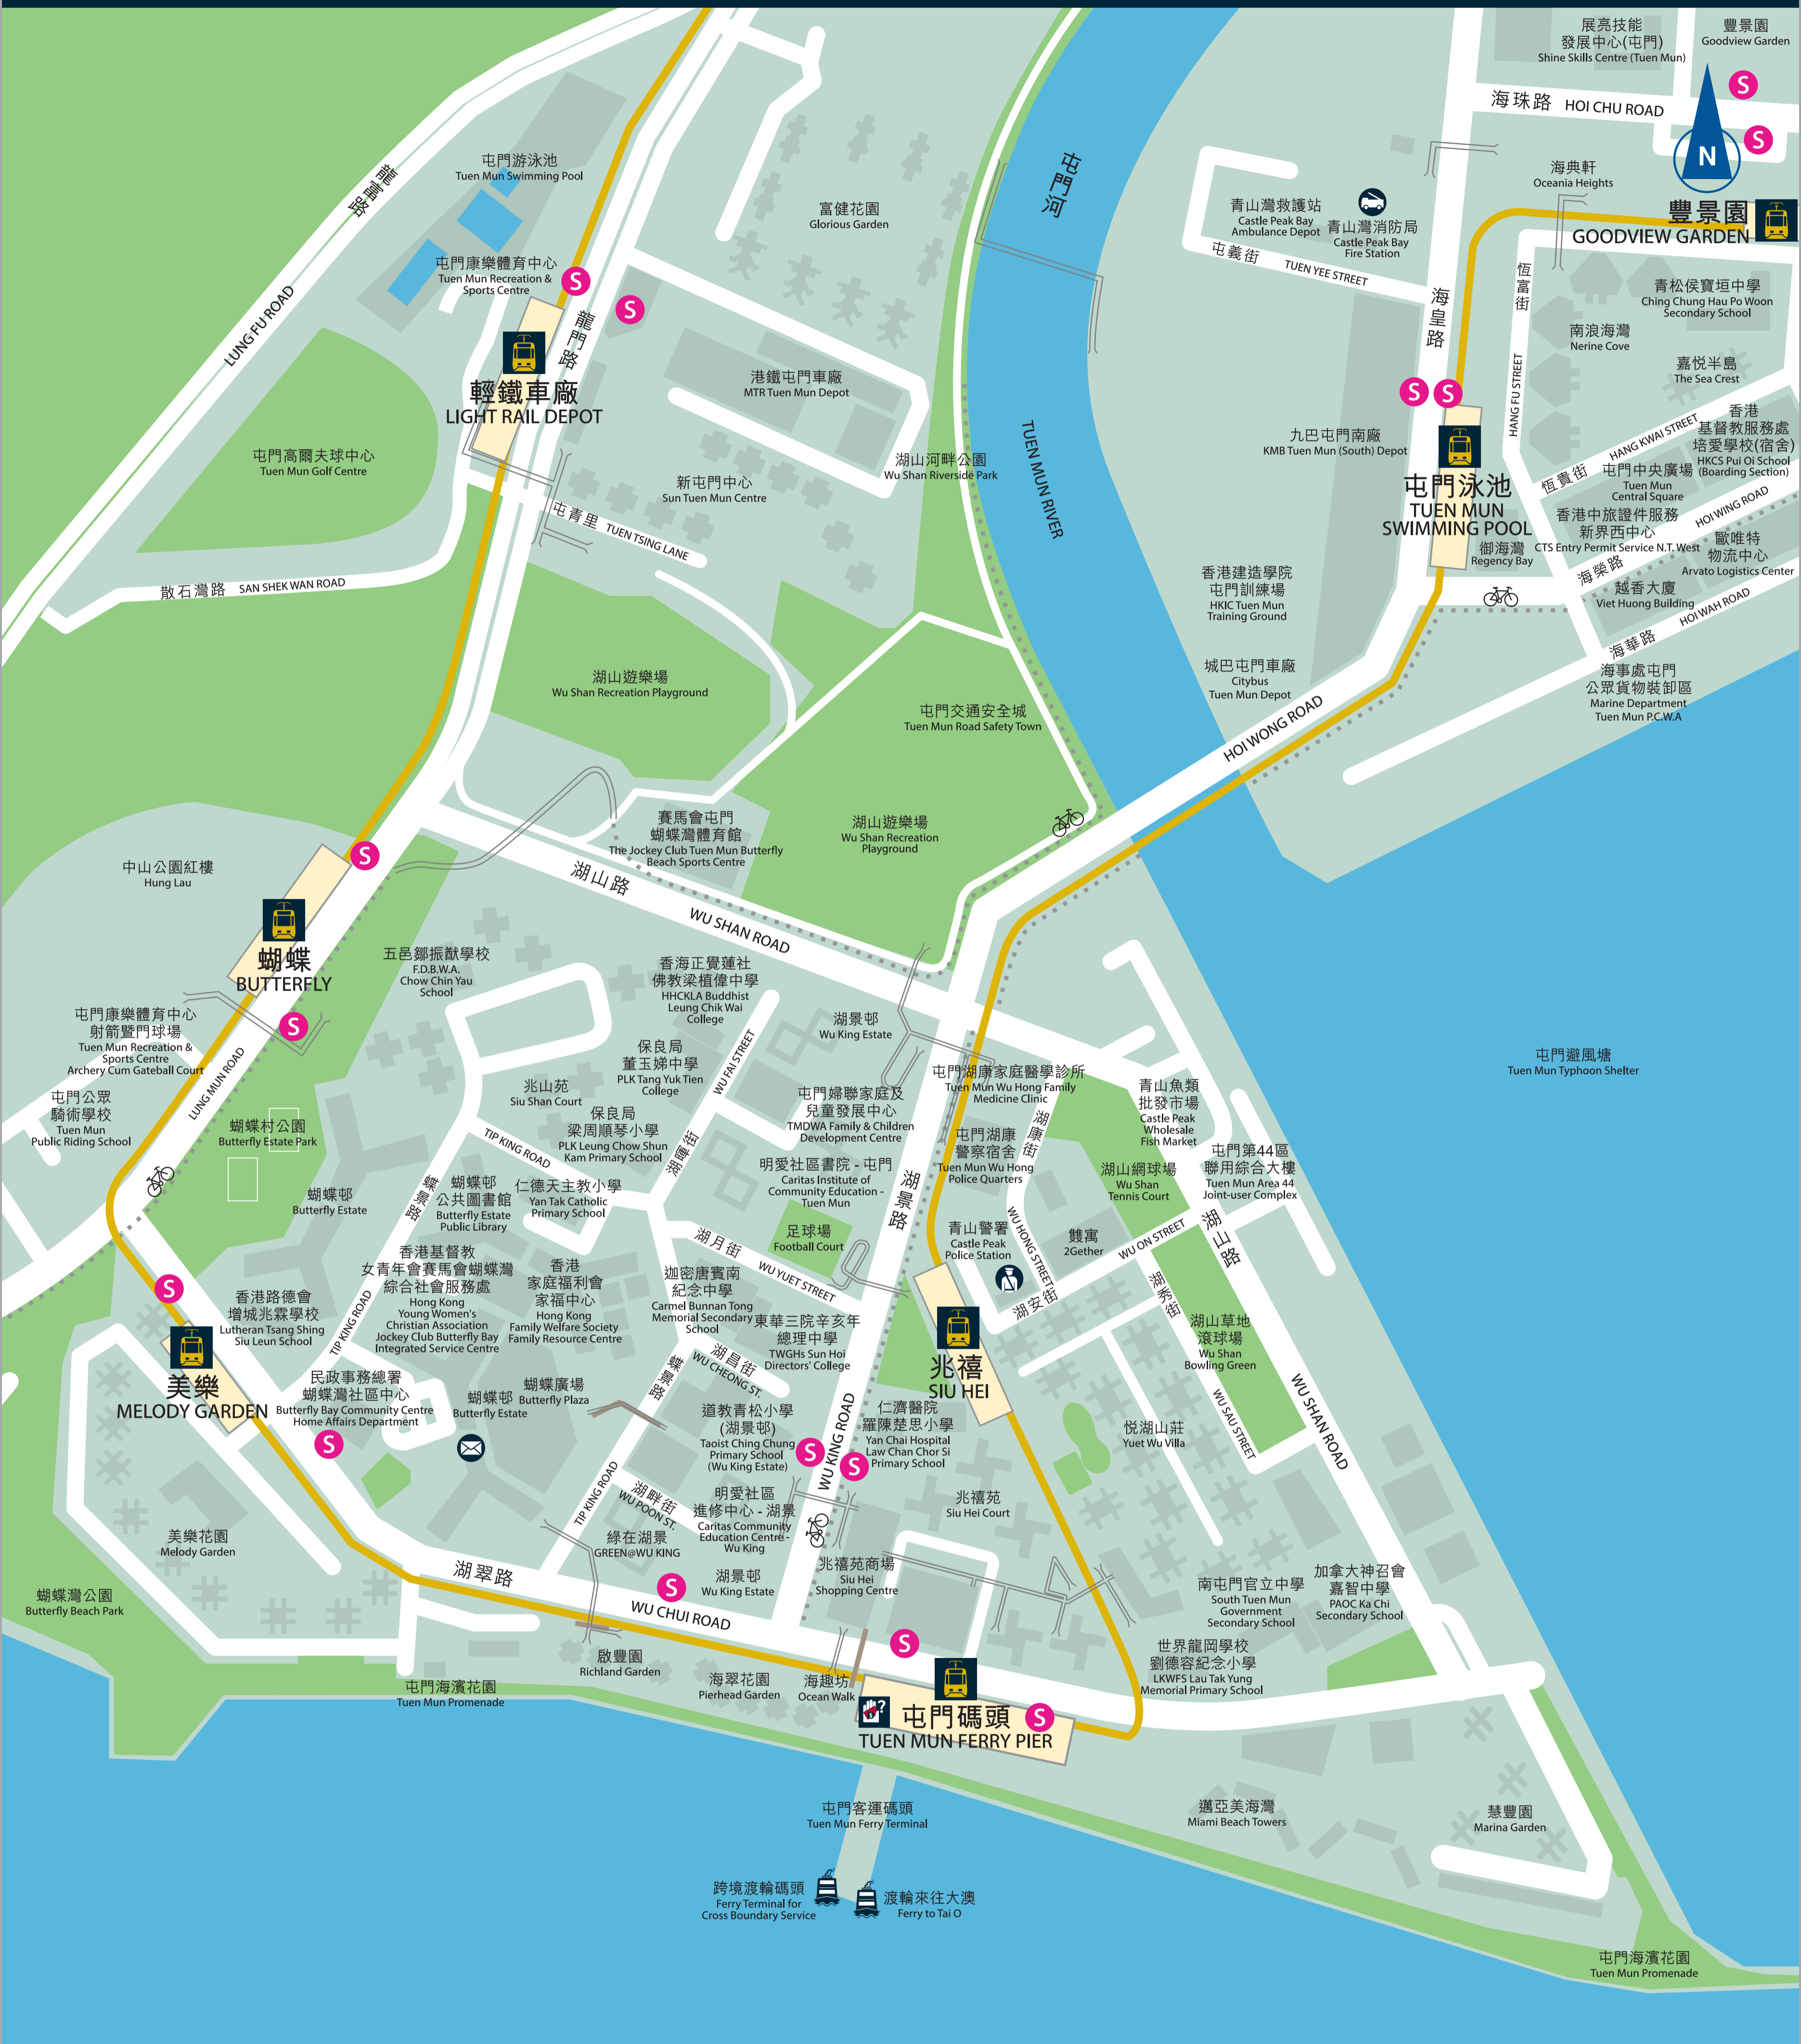 展亮技能
發展中心(屯門)
Shine Skills Centre (Tuen Mun)
豐景園
Goodview Garden
S
海珠路 HOI CHU ROAD
S
N
海典軒
Oceania Heights
豐景園
GOODVIEW GARDEN
屯門河
龍富路
LUNG FU ROAD
屯門游泳池
Tuen Mun Swimming Pool
富健花園
Glorious Garden
青山灣救護站
Castle Peak Bay
Ambulance Depot
青山灣消防局
Castle Peak Bay
Fire Station
屯義街 TUEN YEE STREET
屯門康樂體育中心
Tuen Mun Recreation &
Sports Centre
S
S
龍門路
海皇路
恆富街
HANG FU STREET
青松侯寶垣中學
Ching Chung Hau Po Woon
Secondary School
南浪海灣
Nerine Cove
嘉悦半島
The Sea Crest
輕鐵車廠
LIGHT RAIL DEPOT
港鐵屯門車廠
MTR Tuen Mun Depot
S
S
HANG KWAI STREET
恆貴街
香港
基督教服務處
培愛學校(宿舍)
HKCS Pui Oi School
(Boarding Section)
屯門高爾夫球中心
Tuen Mun Golf Centre
新屯門中心
Sun Tuen Mun Centre
湖山河畔公園
Wu Shan Riverside Park
TUEN MUN RIVER
九巴屯門南廠
KMB Tuen Mun (South) Depot
屯門泳池
TUEN MUN
SWIMMING POOL
屯門中央廣場
Tuen Mun
Central Square
HOI WING ROAD
海榮路
香港中旅證件服務
新界西中心
CTS Entry Permit Service N.T. West
御海灣
Regency Bay
歐唯特
物流中心
Arvato Logistics Center
屯青里 TUEN TSING LANE
散石灣路 SAN SHEK WAN ROAD
香港建造學院
屯門訓練場
HKIC Tuen Mun
Training Ground
越香大廈
Viet Huong Building
HOI WAH ROAD
海華路
城巴屯門車廠
Citybus
Tuen Mun Depot
海事處屯門
公眾貨物裝卸區
Marine Department
Tuen Mun P.C.W.A
湖山遊樂場
Wu Shan Recreation Playground
屯門交通安全城
Tuen Mun Road Safety Town
HOI WONG ROAD
賽馬會屯門
蝴蝶灣體育館
The Jockey Club Tuen Mun Butterfly
Beach Sports Centre
湖山遊樂場
Wu Shan Recreation
Playground
中山公園紅樓
Hung Lau
S
湖山路
WU SHAN ROAD
蝴蝶
BUTTERFLY
五邑鄒振猷學校
F.D.B.W.A.
Chow Chin Yau
School
香海正覺蓮社
佛教梁植偉中學
HHCKLA Buddhist
Leung Chik Wai
College
湖景邨
Wu King Estate
屯門康樂體育中心
射箭暨門球場
Tuen Mun Recreation &
Sports Centre
Archery Cum Gateball Court
S
LUNG MUN ROAD
屯門公眾
騎術學校
Tuen Mun
Public Riding School
蝴蝶村公園
Butterfly Estate Park
兆山苑
Siu Shan Court
保良局
董玉娣中學
PLK Tang Yuk Tien
College
WU FAI STREET
湖暉街
保良局
梁周順琴小學
PLK Leung Chow Shun
Kam Primary School
屯門婦聯家庭及
兒童發展中心
TMDWA Family & Children
Development Centre
屯門湖康家庭醫學診所
Tuen Mun Wu Hong Family
Medicine Clinic
湖康街
屯門湖康
警察宿舍
Tuen Mun Wu Hong
Police Quarters
青山魚類
批發市場
Castle Peak
Wholesale
Fish Market
屯門避風塘
Tuen Mun Typhoon Shelter
屯門第44區
聯用綜合大樓
Tuen Mun Area 44
Joint-user Complex
湖山網球場
Wu Shan
Tennis Court
TIP KING ROAD
蝶景路
蝴蝶邨
Butterfly Estate
蝴蝶邨
公共圖書館
Butterfly Estate
Public Library
仁德天主教小學
Yan Tak Catholic
Primary School
明愛社區書院 - 屯門
Caritas Institute of
Community Education -
Tuen Mun
湖景路
足球場
Football Court
青山警署
Castle Peak
Police Station
WU HONG STREET
雙寓
2Gether
WU ON STREET
湖安街
湖山路
湖月街
WU YUET STREET
S
香港基督教
女青年會賽馬會蝴蝶灣
綜合社會服務處
Hong Kong
Young Women's
Christian Association
Jockey Club Butterfly Bay
Integrated Service Centre
香港
家庭福利會
家福中心
Hong Kong
Family Welfare Society
Family Resource Centre
迦密唐賓南
紀念中學
Carmel Bunnan Tong
Memorial Secondary
School
東華三院辛亥年
總理中學
TWGHs Sun Hoi
Directors' College
香港路德會
增城兆霖學校
Lutheran Tsang Shing
Siu Leun School
TIP KING ROAD
湖秀街
湖山草地
滾球場
Wu Shan
Bowling Green
兆禧
SIU HEI
湖昌街
WU CHEONG ST.
蝶景路
美樂
MELODY GARDEN
民政事務總署
蝴蝶灣社區中心
Butterfly Bay Community Centre
Home Affairs Department
S
蝴蝶邨
Butterfly Estate
蝴蝶廣場
Butterfly Plaza
道教青松小學
(湖景邨)
Taoist Ching Chung
Primary School
(Wu King Estate)
S
WU KING ROAD
S
仁濟醫院
羅陳楚思小學
Yan Chai Hospital
Law Chan Chor Si
Primary School
悦湖山莊
Yuet Wu Villa
WU SAU STREET
WU SHAN ROAD
TIP KING ROAD
湖畔街
WU POON ST.
明愛社區
進修中心 - 湖景
Caritas Community
Education Centre -
Wu King
兆禧苑
Siu Hei Court
美樂花園
Melody Garden
綠在湖景
GREEN@WU KING
湖景邨
Wu King Estate
兆禧苑商場
Siu Hei
Shopping Centre
湖翠路
WU CHUI ROAD
S
南屯門官立中學
South Tuen Mun
Government
Secondary School
加拿大神召會
嘉智中學
PAOC Ka Chi
Secondary School
蝴蝶灣公園
Butterfly Beach Park
啟豐園
Richland Garden
海翠花園
Pierhead Garden
海趣坊
Ocean Walk
S
世界龍岡學校
劉德容紀念小學
LKWFS Lau Tak Yung
Memorial Primary School
屯門海濱花園
Tuen Mun Promenade
?
屯門碼頭
TUEN MUN FERRY PIER
S
屯門客運碼頭
Tuen Mun Ferry Terminal
邁亞美海灣
Miami Beach Towers
慧豐園
Marina Garden
跨境渡輪碼頭
Ferry Terminal for
Cross Boundary Service
渡輪來往大澳
Ferry to Tai O
屯門海濱花園
Tuen Mun Promenade